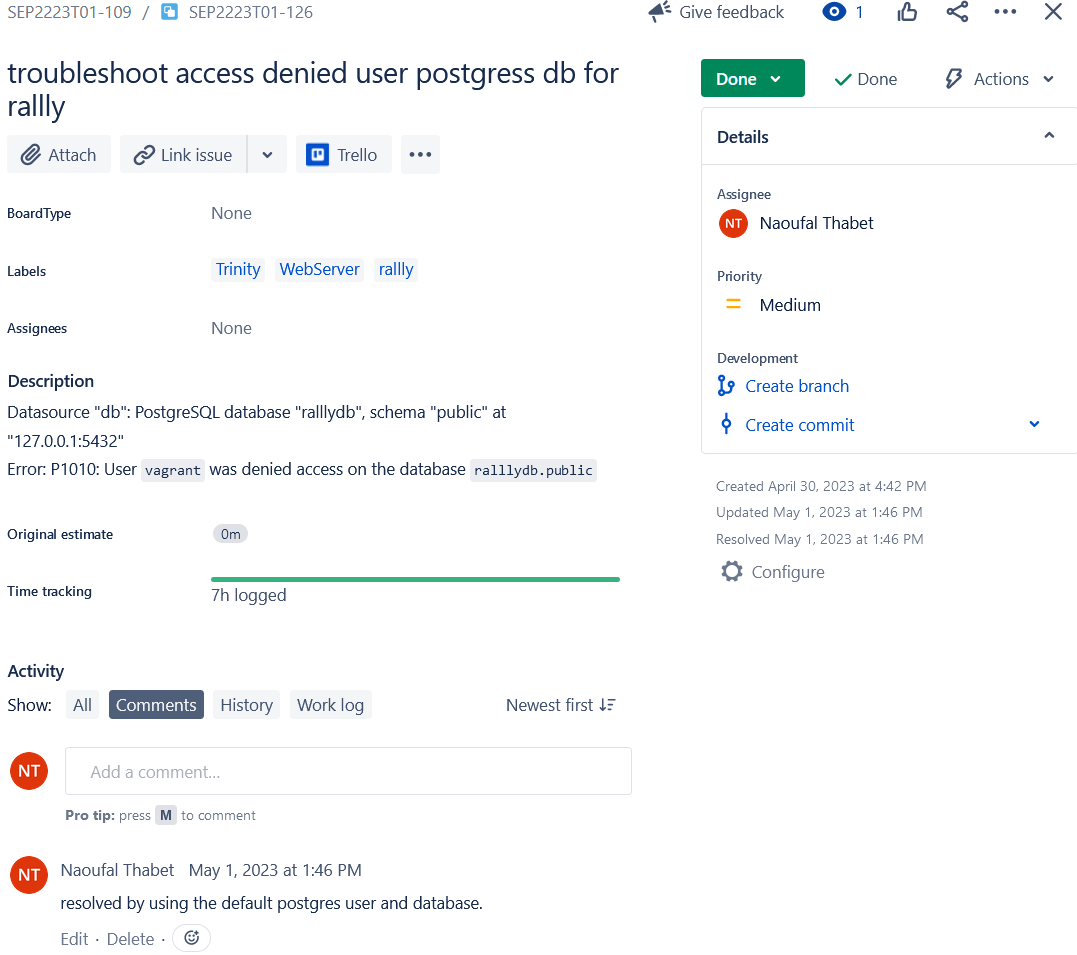 SEP2223T01-109 / SEP2223T01-126
Give feedback 1
troubleshoot access denied user postgress db for
rallly
Attach Link issue Trello
BoardType None
Labels Trinity WebServer rallly
Assignees None
Description
Datasource "db": PostgreSQL database "ralllydb", schema "public" at
"127.0.0.1:5432"
Error: P1010: User vagrant was denied access on the database ralllydb.public
Original estimate 0m
Time tracking 7h logged
Activity
Show: All Comments History Work log Newest first
NT Add a comment...
Pro tip: press M to comment
NT Naoufal Thabet May 1, 2023 at 1:46 PM
resolved by using the default postgres user and database.
Edit · Delete ·
Done Done Actions
Details
Assignee
NT Naoufal Thabet
Priority
Medium
Development
Create branch
Create commit
Created April 30, 2023 at 4:42 PM
Updated May 1, 2023 at 1:46 PM
Resolved May 1, 2023 at 1:46 PM
Configure